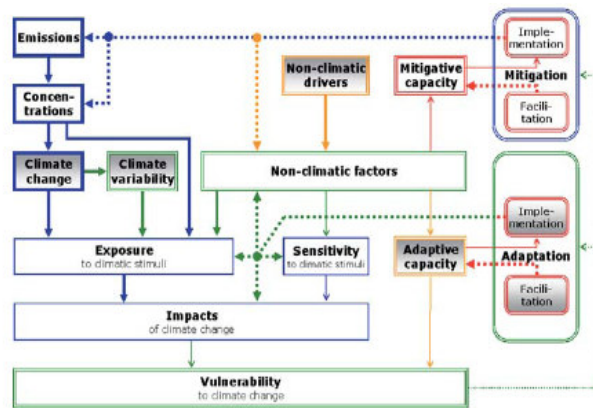 Emissions
Concen-
trations
Climate
change
Climate
variability
Non-climatic
drivers
Mitigative
capacity
Imple-
mentation
Mitigation
Facili-
tation
Non-climatic factors
Exposure
to climatic stimuli
Sensitivity
to climatic stimuli
Adaptive
capacity
Imple-
mentation
Adaptation
Facili-
tation
Impacts
of climate change
Vulnerability
to climate change